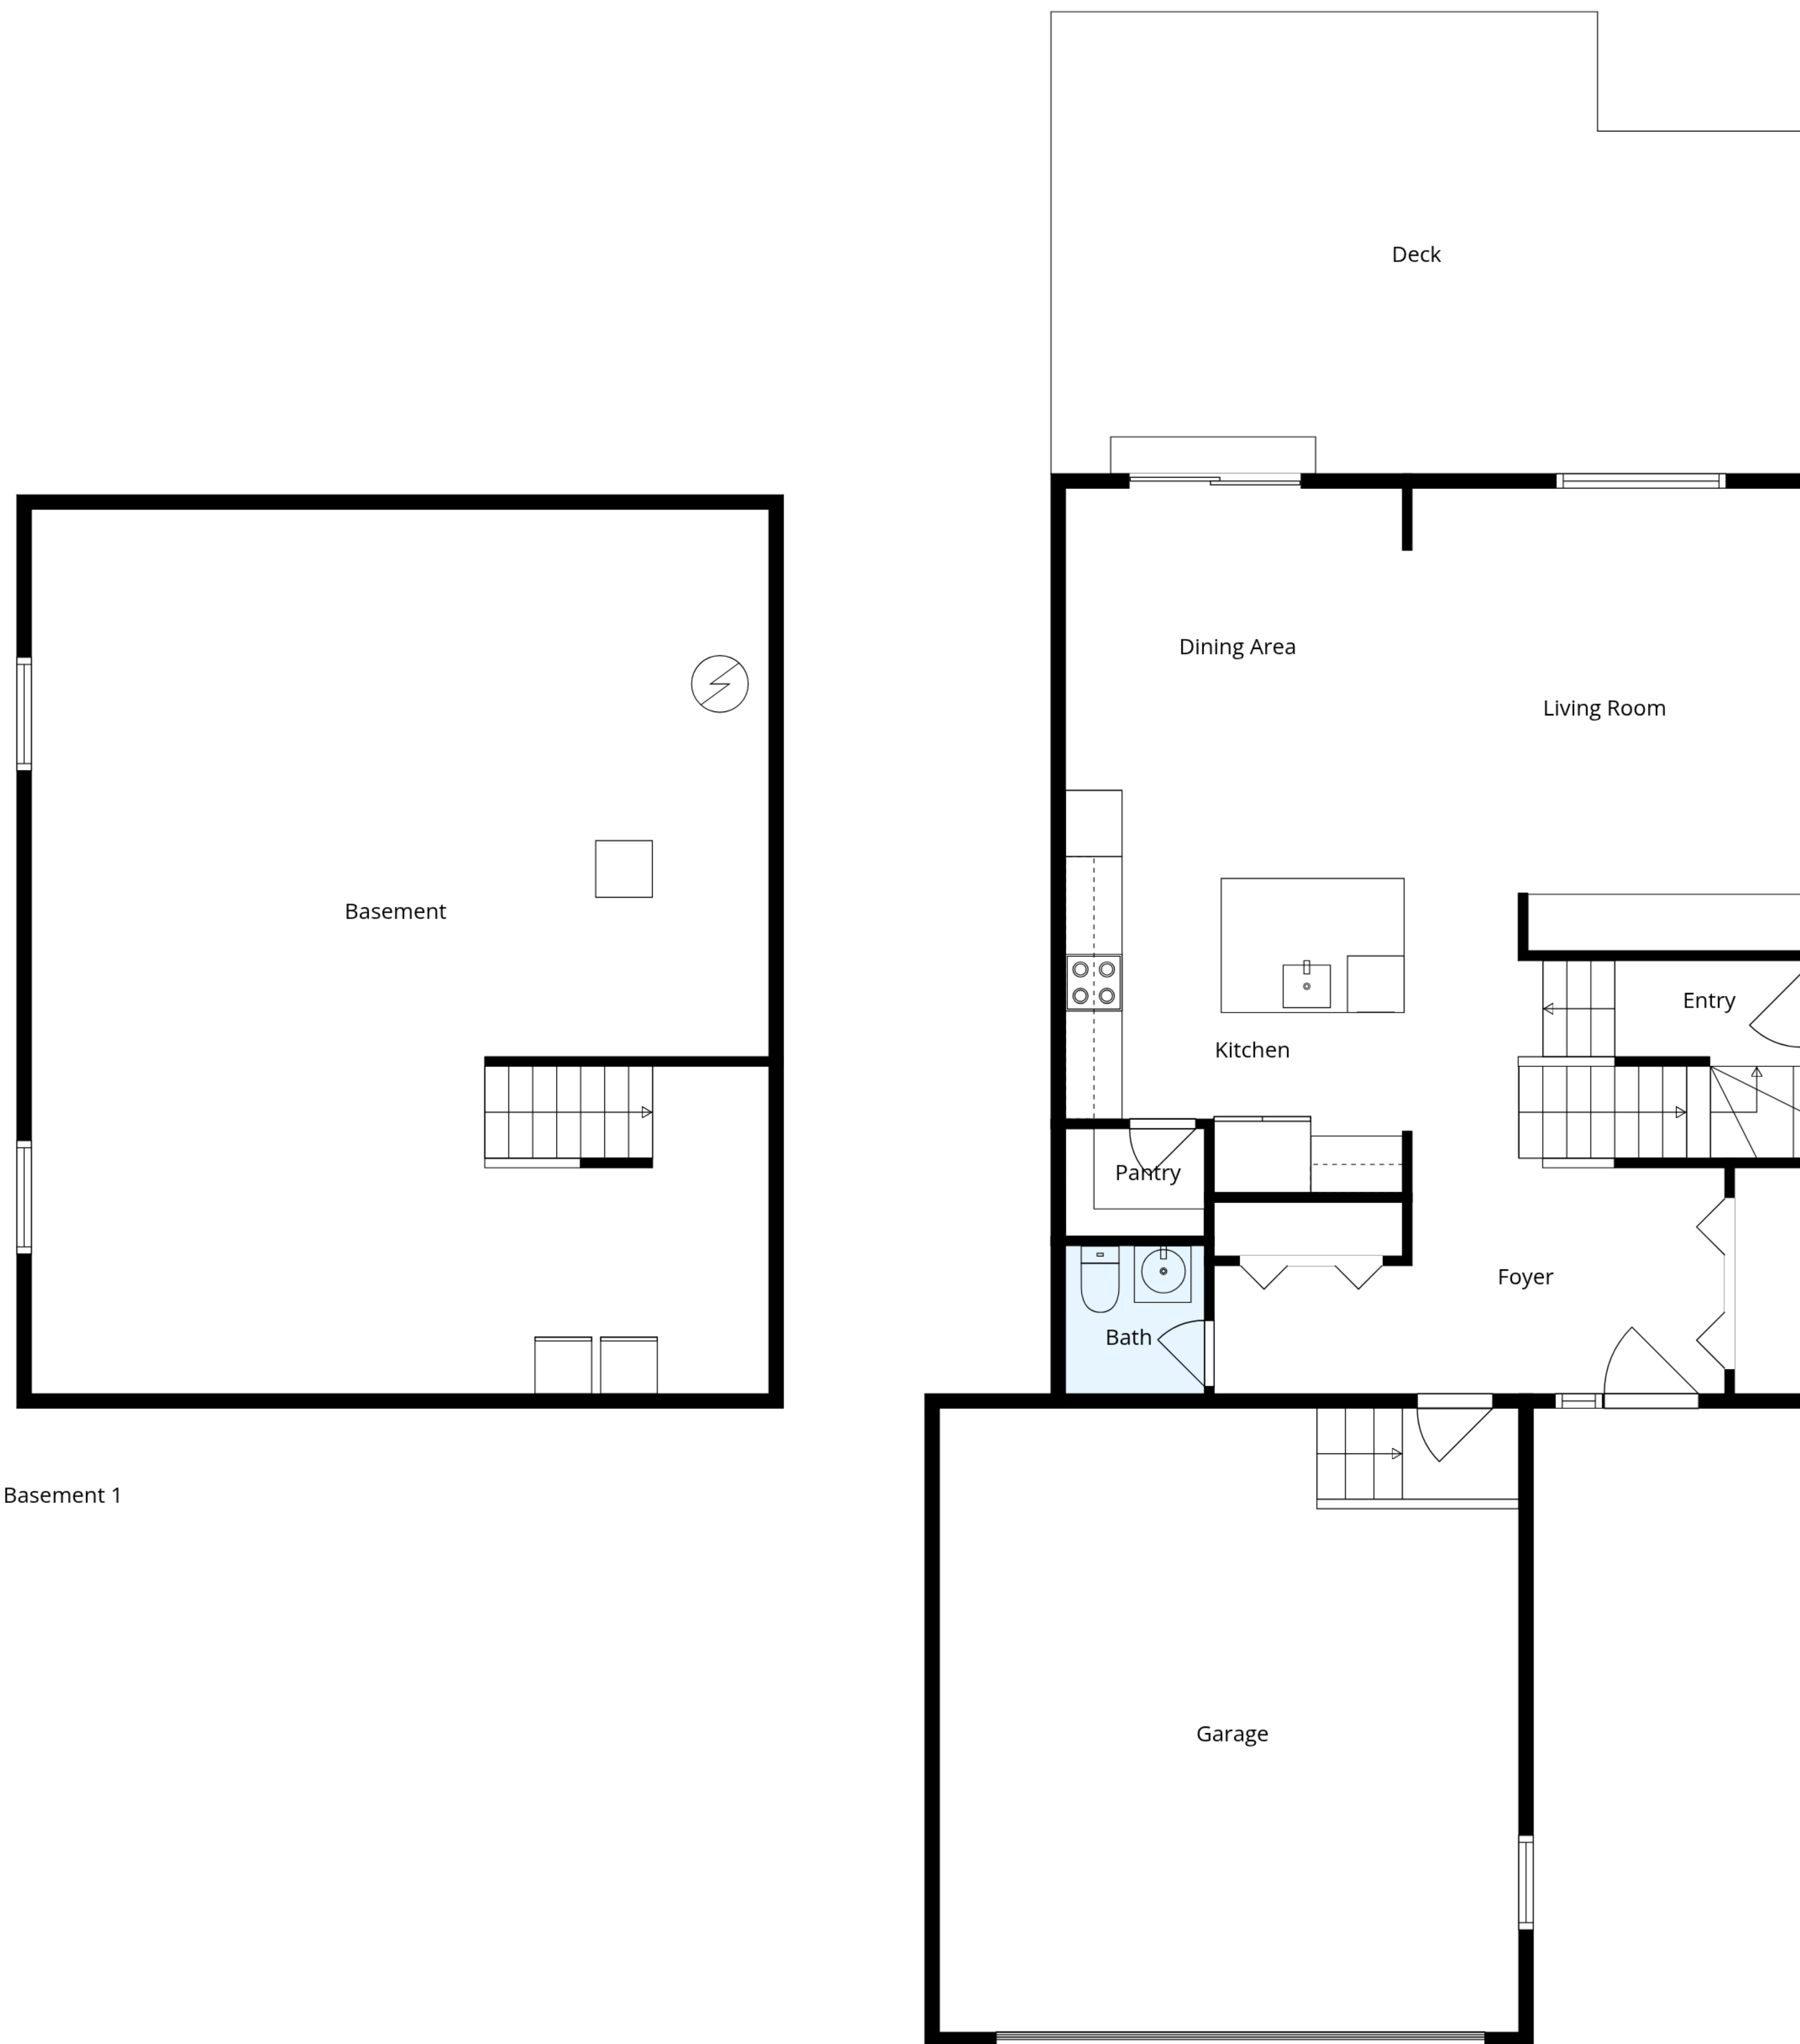 Deck
Dining Area
Living Room
Basement
Entry
Kitchen
Pantry
Foyer
Bath
Basement 1
Garage